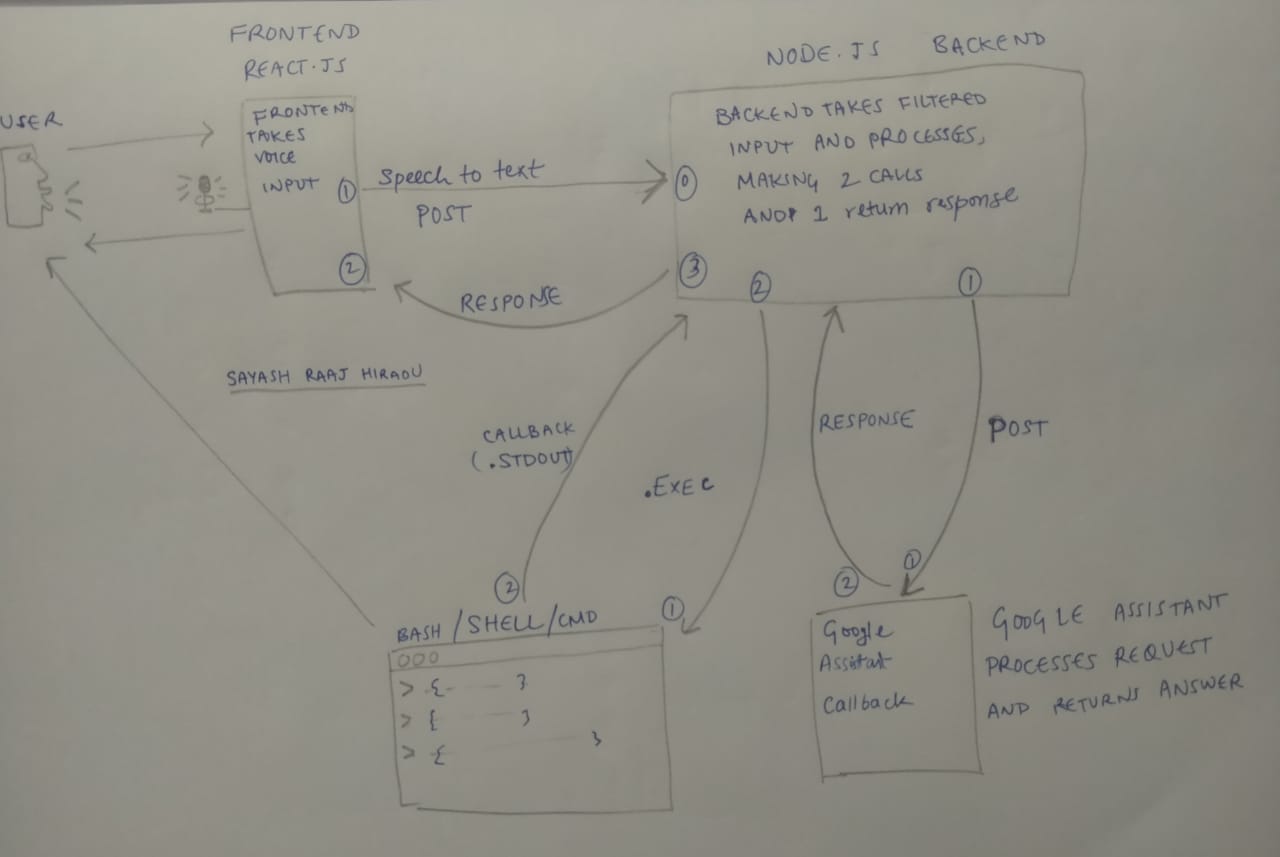 FRONTEND
REACT.JS
NODE.JS BACKEND
USER
FRONTEND
TAKES
VOICE
INPUT
1
2
Speech to text
POST
BACKEND TAKES FILTERED
INPUT AND PROCESSES,
MAKING 2 CALLS
AND 1 return response
0
3
2
1
RESPONSE
SAYASH RAAJ HIRAOU
CALLBACK
(.STDOUT)
.EXEC
RESPONSE
POST
2
1
BASH/SHELL/CMD
000
> {- }
> { }
> { }
2
1
Google
Assistant
Callback
GOOGLE ASSISTANT
PROCESSES REQUEST
AND RETURNS ANSWER